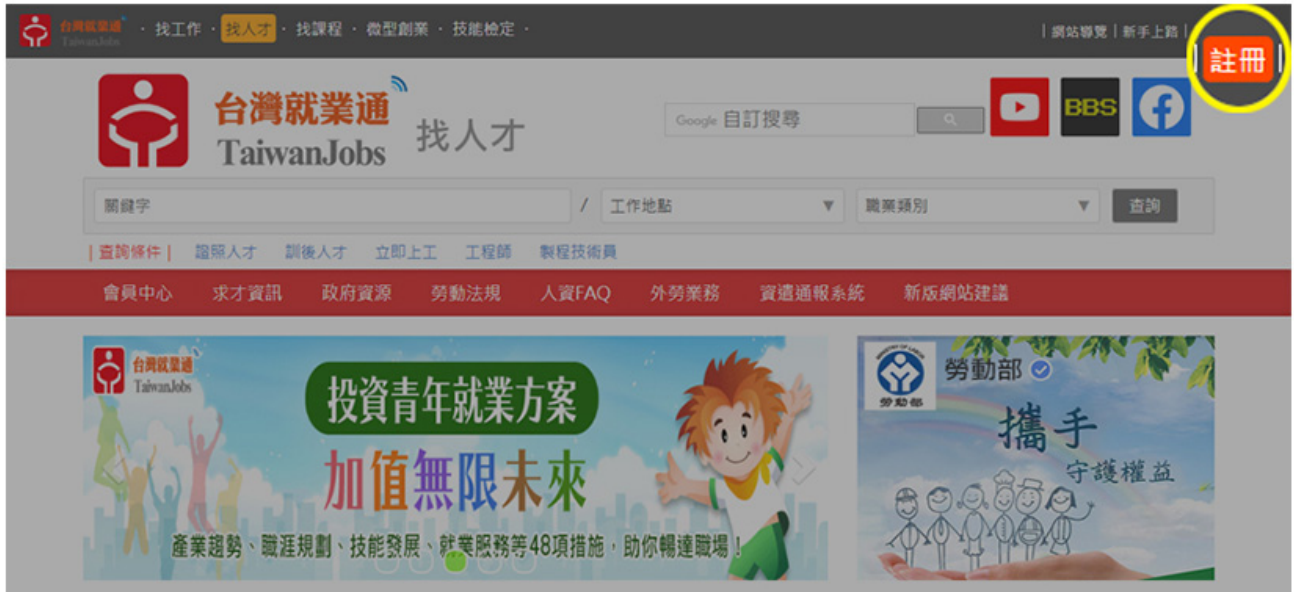 台灣就業通 TaiwanJobs · 找工作 · 找人才 · 找課程 · 微型創業 · 技能檢定 · | 網站導覽 | 新手上路 | 註冊 |
台灣就業通
TaiwanJobs
找人才
Google 自訂搜尋
BBS
關鍵字 / 工作地點 ▼ 職業類別 ▼ 查詢
| 查詢條件 | 證照人才 訓後人才 立即上工 工程師 製程技術員
會員中心 求才資訊 政府資源 勞動法規 人資FAQ 外勞業務 資遣通報系統 新版網站建議
台灣就業通
TaiwanJobs
投資青年就業方案
加值無限未來
產業趨勢、職涯規劃、技能發展、就業服務等48項措施，助你暢達職場！
MINISTRY OF LABOR
勞動部
勞動部
攜手
守護權益